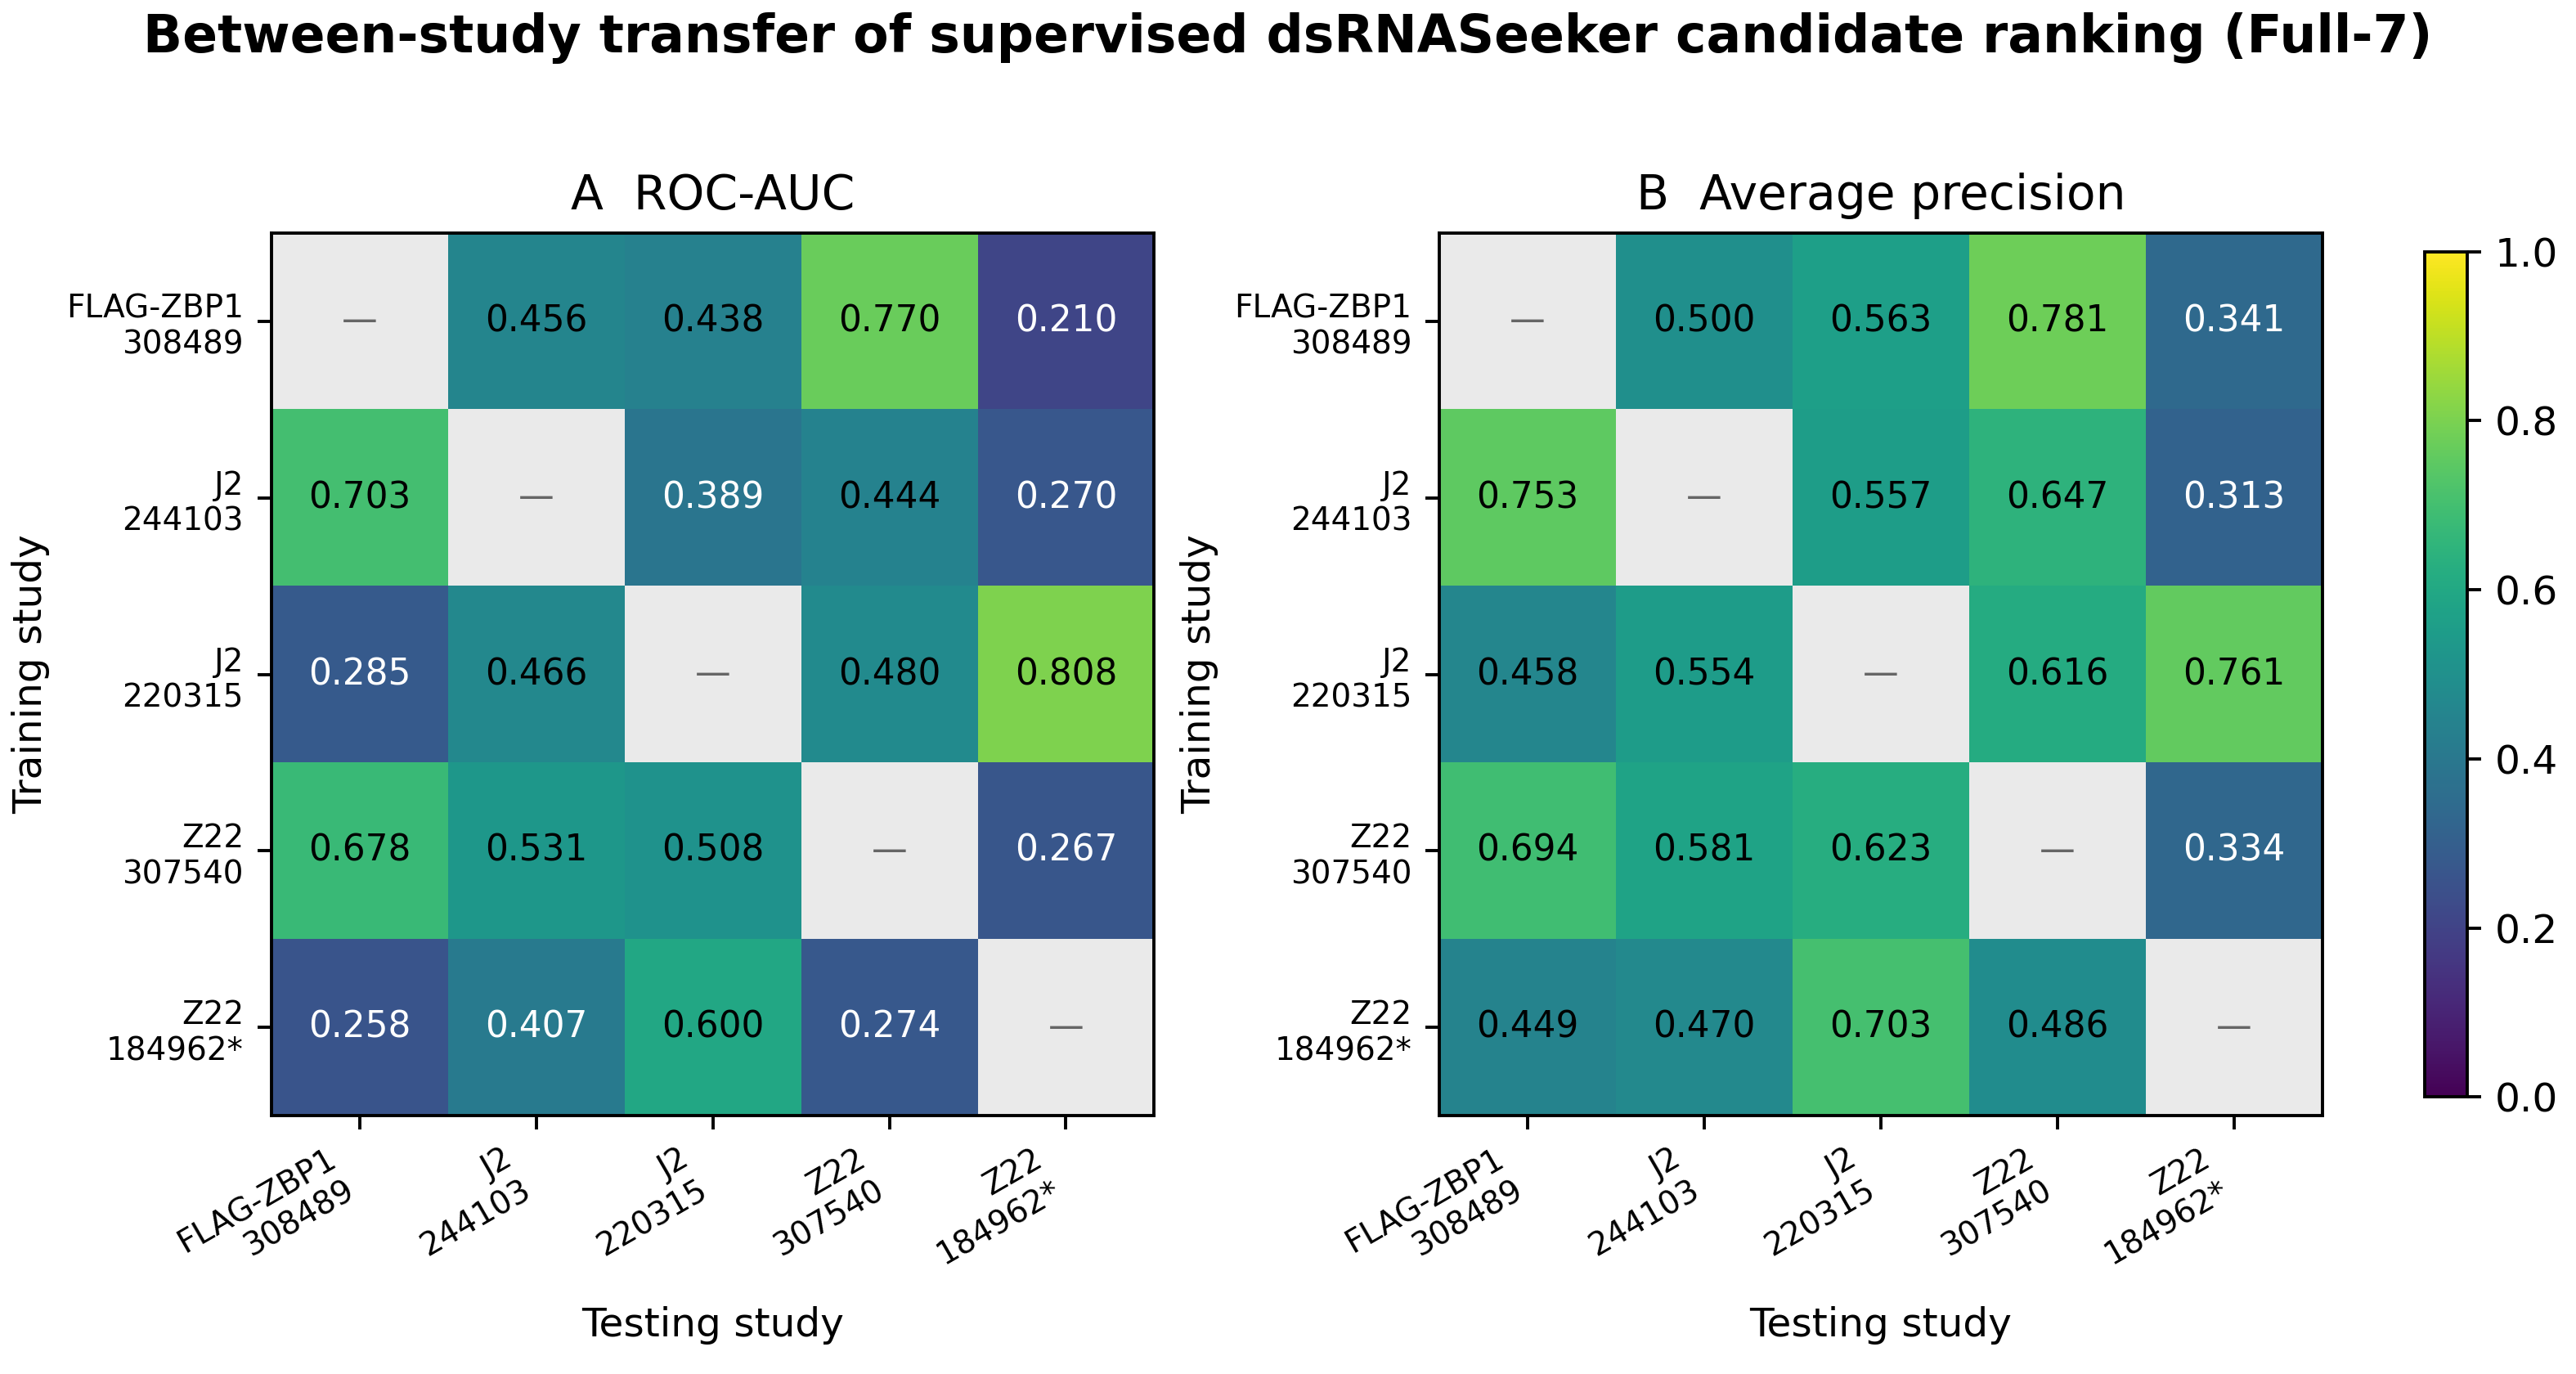 Between-study transfer of supervised dsRNASeeker candidate ranking (Full-7)
A ROC-AUC
Training study
FLAG-ZBP1
308489
— 0.456 0.438 0.770 0.210
J2
244103
0.703 — 0.389 0.444 0.270
J2
220315
0.285 0.466 — 0.480 0.808
Z22
307540
0.678 0.531 0.508 — 0.267
Z22
184962*
0.258 0.407 0.600 0.274 —
FLAG-ZBP1
308489
J2
244103
J2
220315
Z22
307540
Z22
184962*
Testing study
B Average precision
Training study
FLAG-ZBP1
308489
— 0.500 0.563 0.781 0.341
J2
244103
0.753 — 0.557 0.647 0.313
J2
220315
0.458 0.554 — 0.616 0.761
Z22
307540
0.694 0.581 0.623 — 0.334
Z22
184962*
0.449 0.470 0.703 0.486 —
FLAG-ZBP1
308489
J2
244103
J2
220315
Z22
307540
Z22
184962*
Testing study
1.0
0.8
0.6
0.4
0.2
0.0